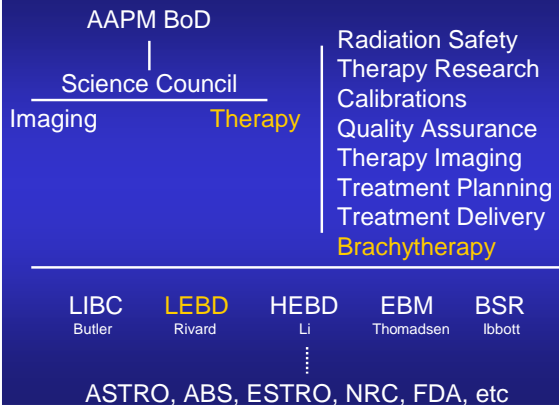 AAPM BoD
Science Council
Imaging Therapy
Radiation Safety
Therapy Research
Calibrations
Quality Assurance
Therapy Imaging
Treatment Planning
Treatment Delivery
Brachytherapy
LIBC LEBD HEBD EBM BSR
Butler Rivard Li Thomadsen Ibbott
ASTRO, ABS, ESTRO, NRC, FDA, etc